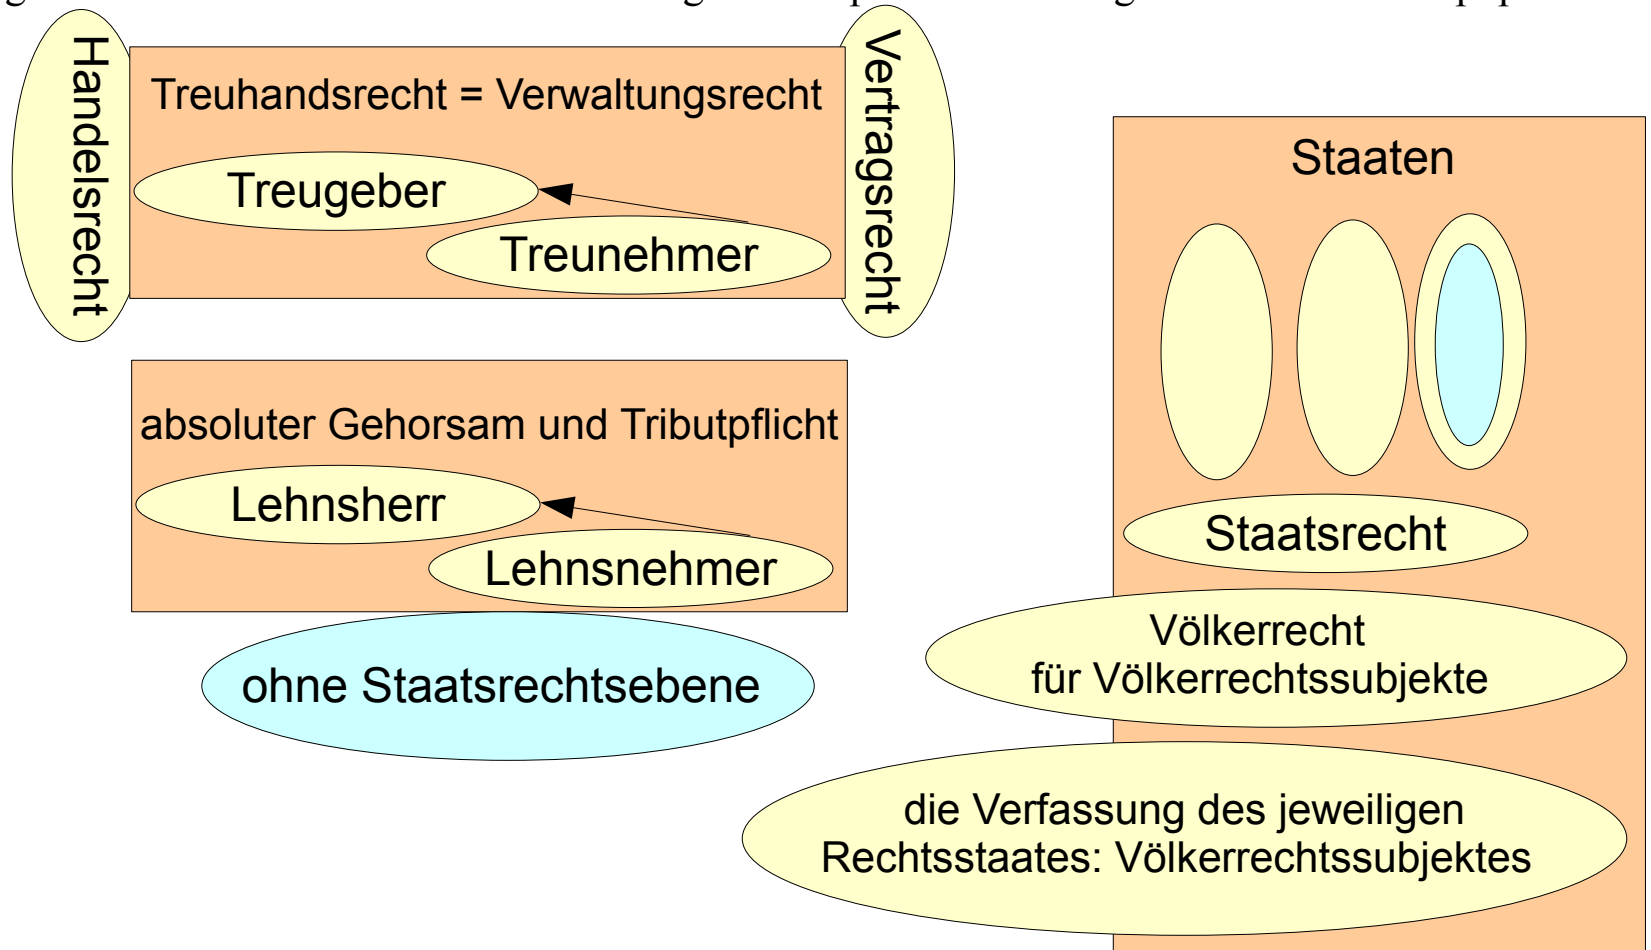 Handelsrecht
Treuhandsrecht = Verwaltungsrecht
Treugeber
Treunehmer
Vertragsrecht
absoluter Gehorsam und Tributpflicht
Lehnsherr
Lehnsnehmer
ohne Staatsrechtsebene
Staaten
Staatsrecht
Völkerrecht
für Völkerrechtssubjekte
die Verfassung des jeweiligen
Rechtsstaates: Völkerrechtssubjektes